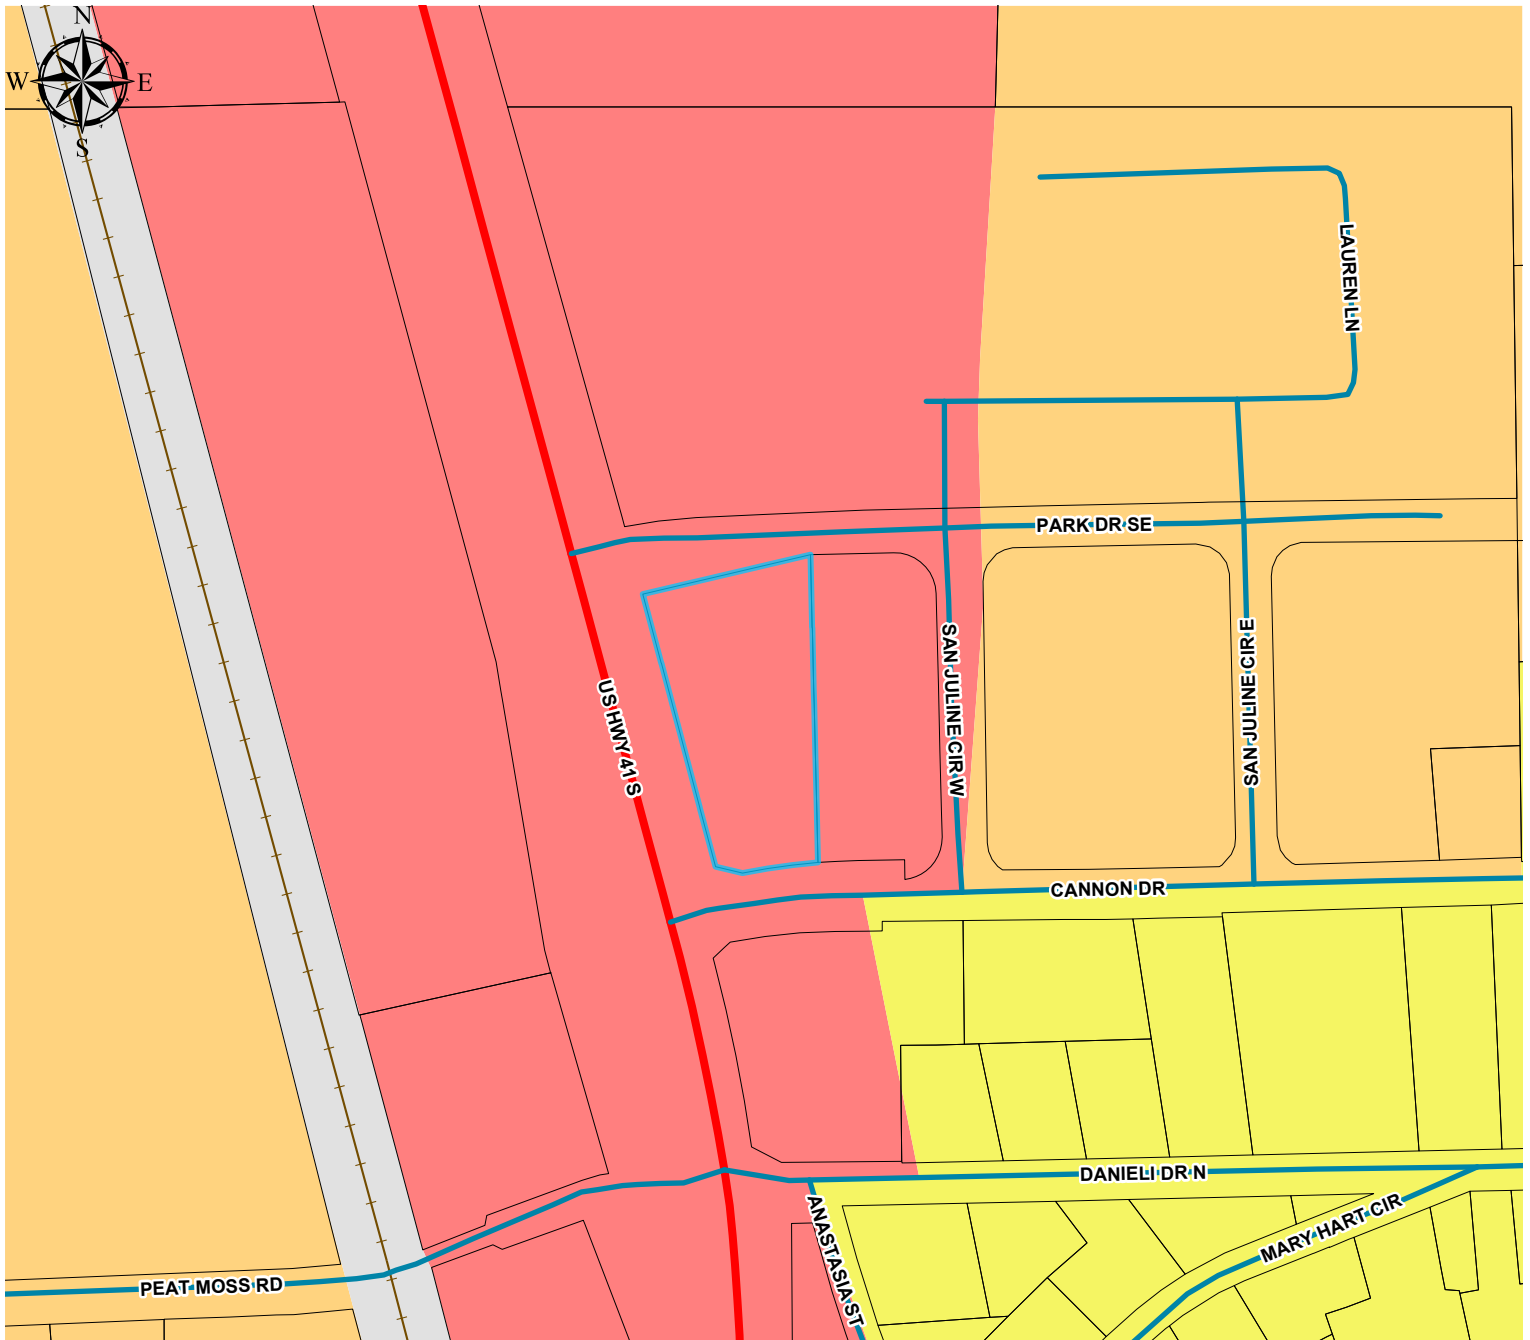 N
W
E
S
LAUREN LN
PARK DR SE
SAN JULINE CIR W
SAN JULINE CIR E
US HWY 41 S
CANNON DR
DANIELI DR N
MARY HART CIR
ANASTASIA ST
PEAT MOSS RD